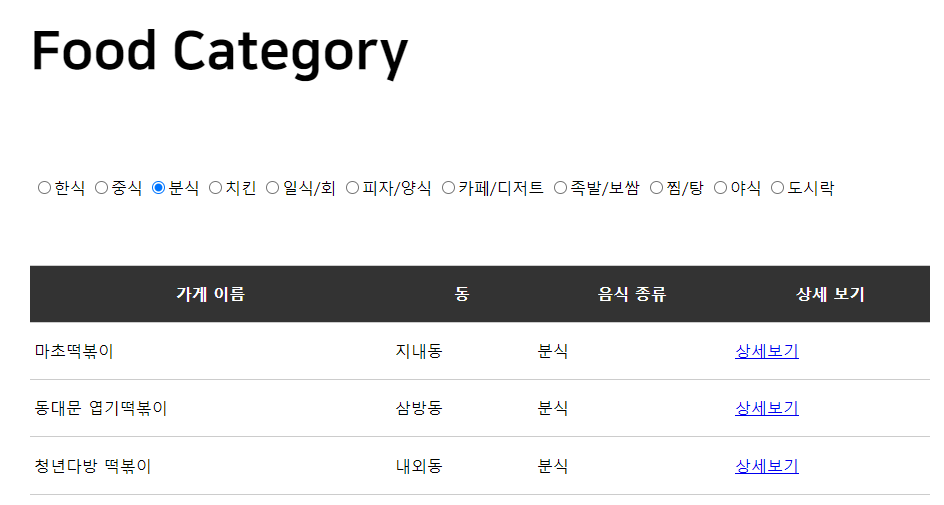 Food Category
한식 중식 분식 치킨 일식/회 피자/양식 카페/디저트 족발/보쌈 찜/탕 야식 도시락
가게 이름 동 음식 종류 상세 보기
마초떡볶이 지내동 분식 상세보기
동대문 엽기떡볶이 삼방동 분식 상세보기
청년다방 떡볶이 내외동 분식 상세보기